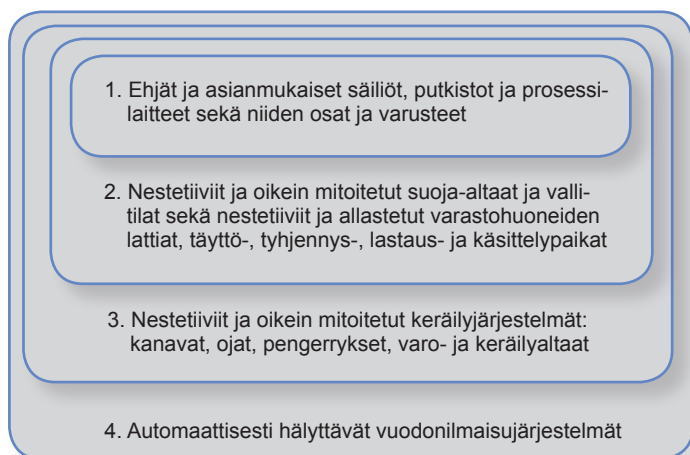 1. Ehjät ja asianmukaiset säiliöt, putkistot ja prosessi-
laitteet sekä niiden osat ja varusteet
2. Nestetiiviit ja oikein mitoitetut suoja-altaat ja valli-
tilat sekä nestetiiviit ja allastetut varastohuoneiden
lattiat, täyttö-, tyhjennys-, lastaus- ja käsittelypaikat
3. Nestetiiviit ja oikein mitoitetut keräilyjärjestelmät:
kanavat, ojat, pengerrykset, varo- ja keräilyaltaat
4. Automaattisesti hälyttävät vuodonilmaisujärjestelmät